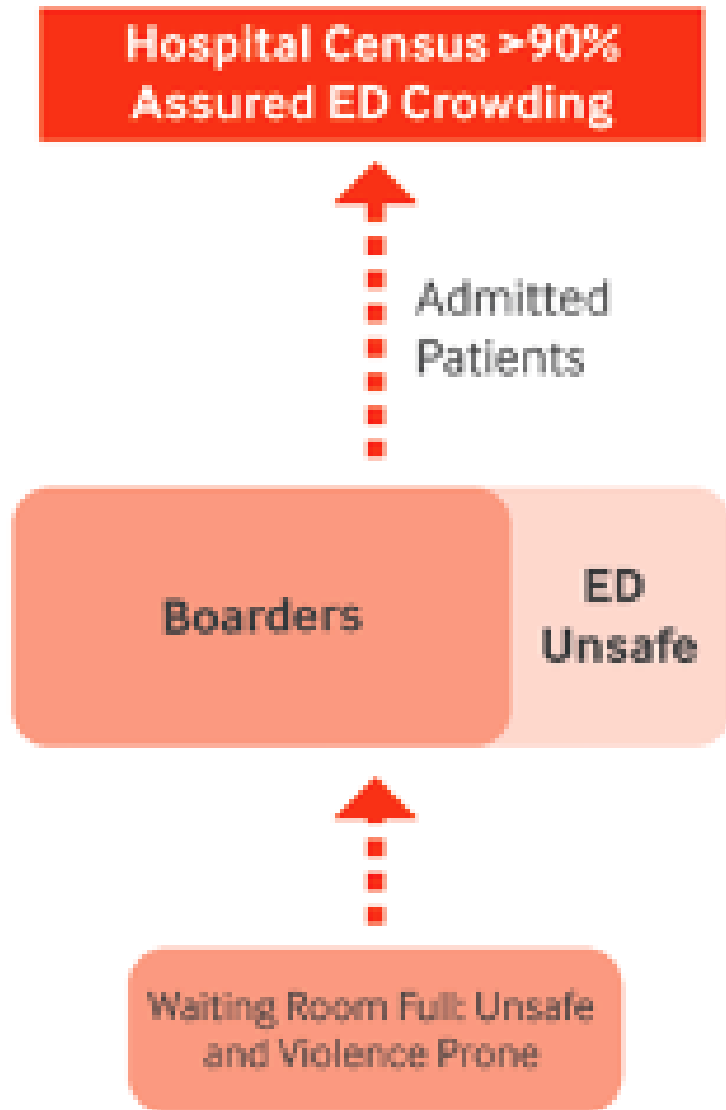 Hospital Census >90%
Assured ED Crowding
Admitted
Patients
Boarders
ED
Unsafe
Waiting Room Full: Unsafe
and Violence Prone